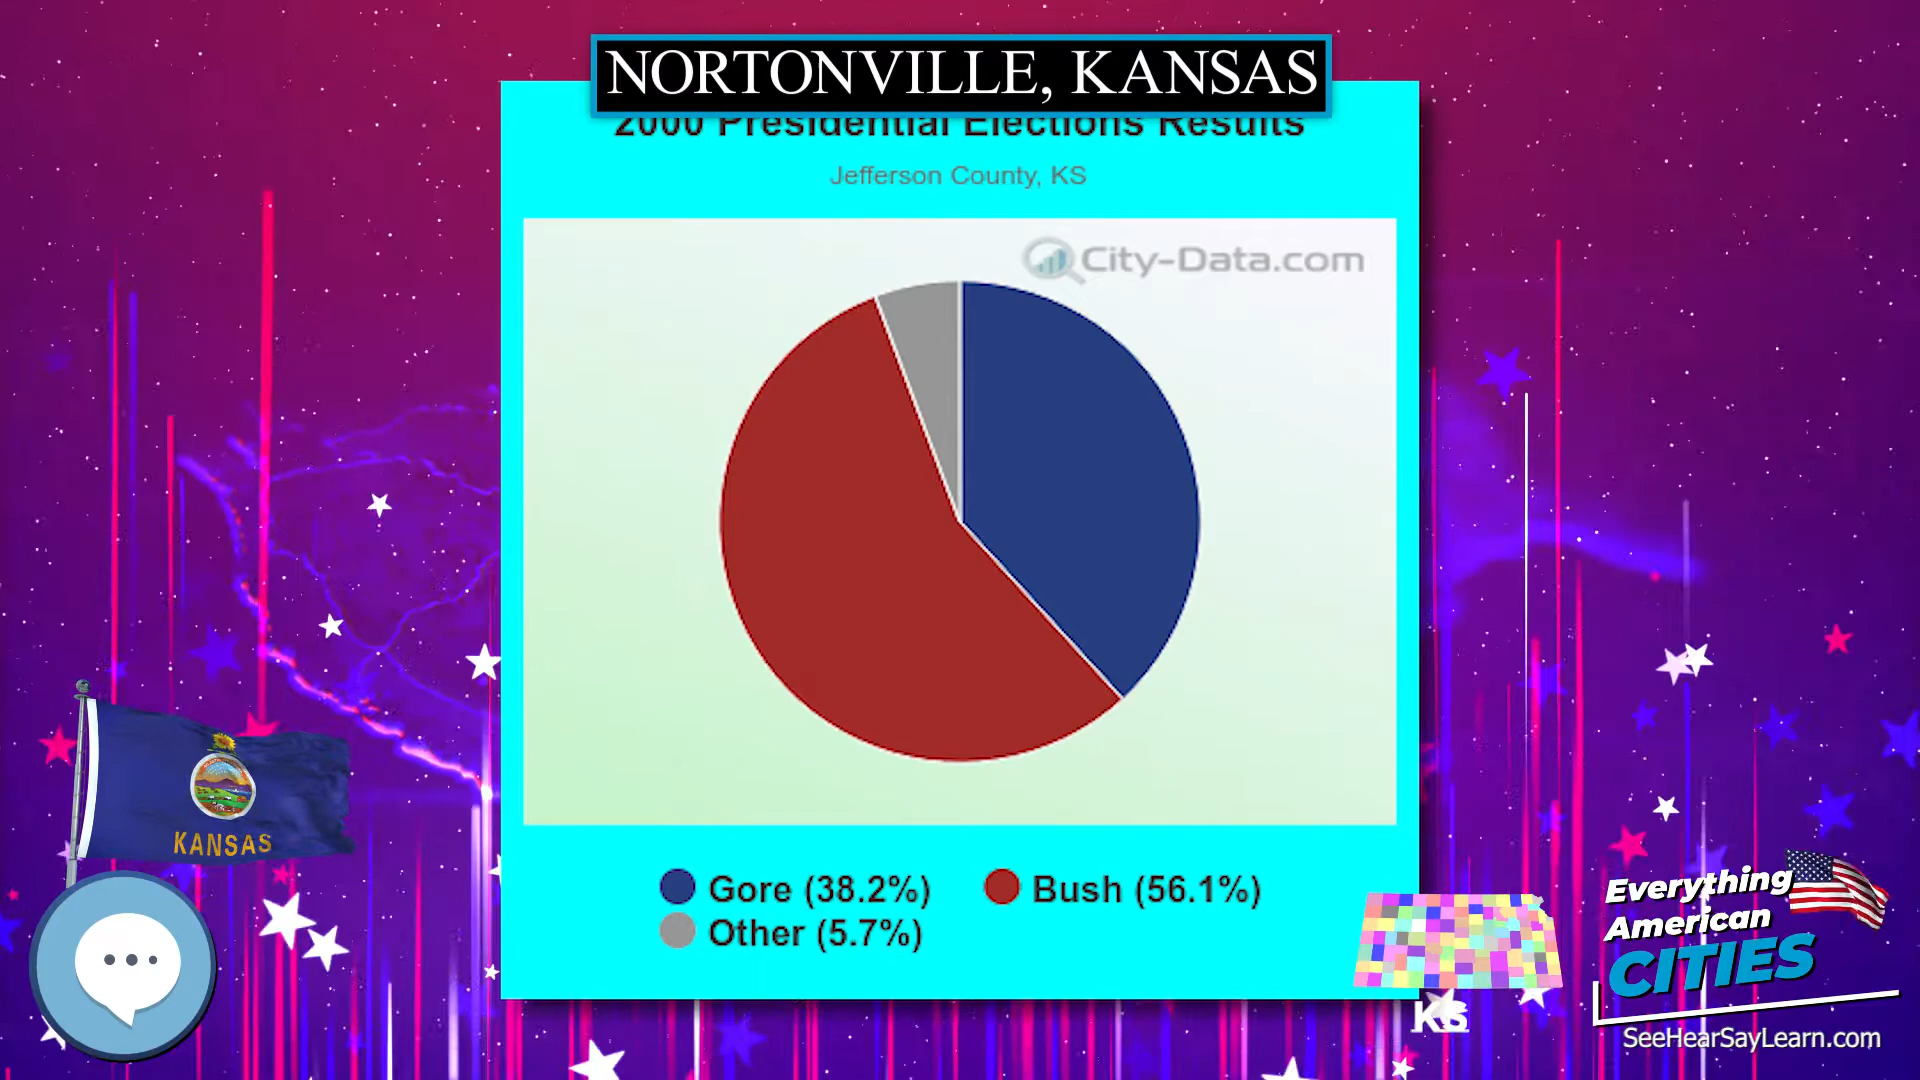 NORTONVILLE, KANSAS
2000 Presidential Elections Results
Jefferson County, KS
City-Data.com
Gore (38.2%) Bush (56.1%)
Other (5.7%)
KANSAS
KS
Everything
American
CITIES
SeeHearSayLearn.com